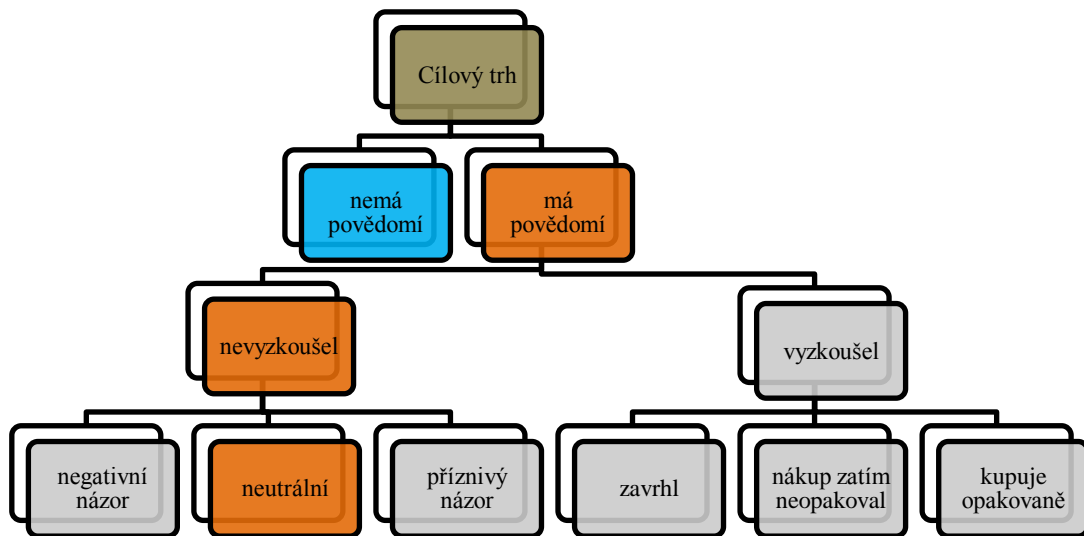 Cílový trh
nemá
povědomí
má
povědomí
nevyzkoušel
vyzkoušel
negativní
názor
neutrální
příznivý
názor
zavrhl
nákup zatím
neopakoval
kupuje
opakovaně